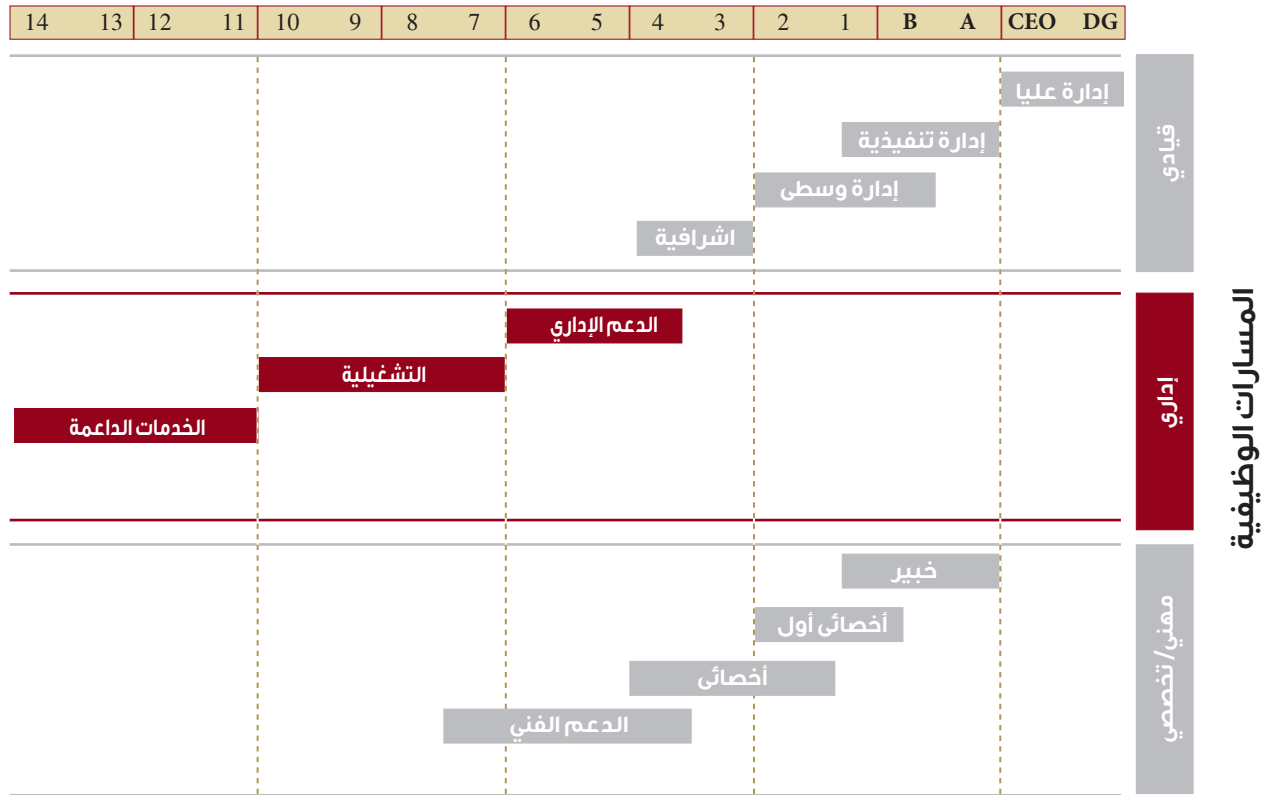 14 13 12 11 10 9 8 7 6 5 4 3 2 1 B A CEO DG
المسارات الوظيفية
قيادي
إدارة عليا
إدارة تنفيذية
إدارة وسطى
اشرافية
إداري
الدعم الإداري
التشغيلية
الخدمات الداعمة
مهني/ تخصصي
خبير
أخصائى أول
أخصائى
الدعم الفني